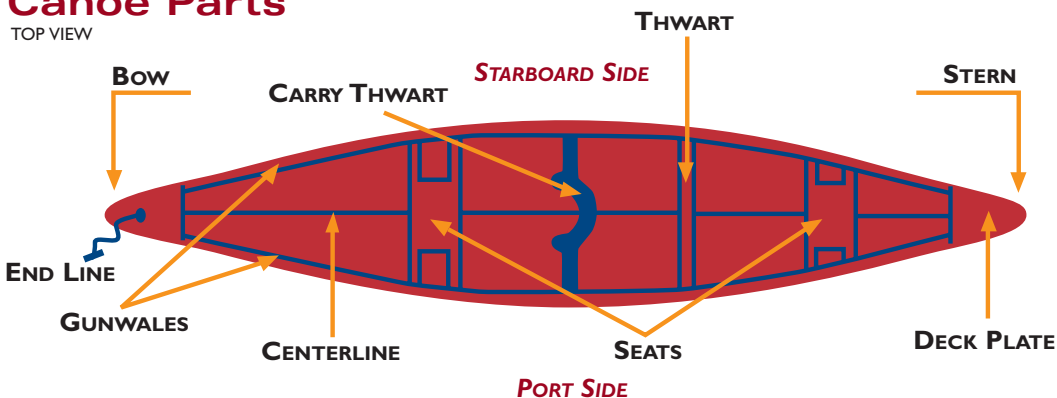 Canoe Parts
TOP VIEW
THWART
BOW
STARBOARD SIDE
STERN
CARRY THWART
END LINE
GUNWALES
CENTERLINE
SEATS
DECK PLATE
PORT SIDE